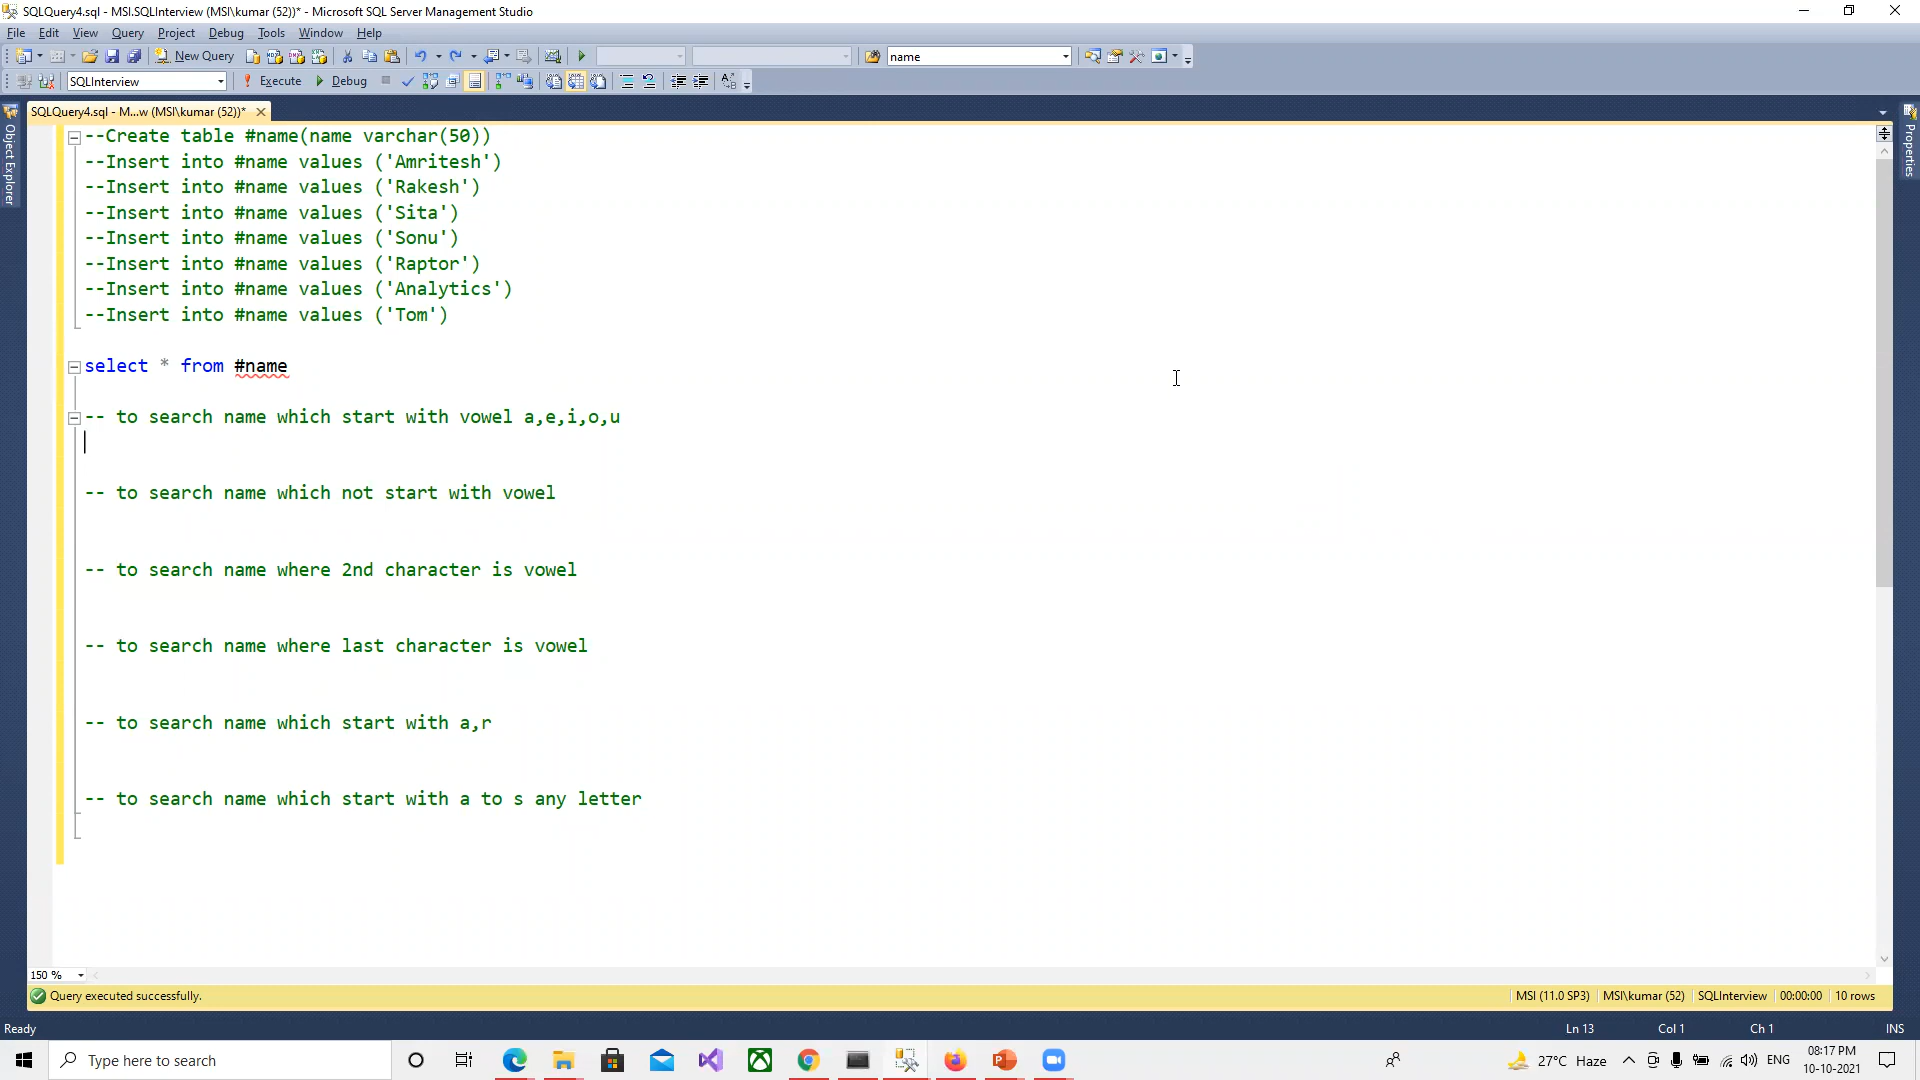 SQLQuery4.sql - MSI.SQLInterview (MSI\kumar (52))* - Microsoft SQL Server Management Studio
File Edit View Query Project Debug Tools Window Help
New Query name
SQLInterview Execute Debug
SQLQuery4.sql - M...w (MSI\kumar (52))*
Object Explorer
Properties
--Create table #name(name varchar(50))
--Insert into #name values ('Amritesh')
--Insert into #name values ('Rakesh')
--Insert into #name values ('Sita')
--Insert into #name values ('Sonu')
--Insert into #name values ('Raptor')
--Insert into #name values ('Analytics')
--Insert into #name values ('Tom')
select * from #name
-- to search name which start with vowel a,e,i,o,u
-- to search name which not start with vowel
-- to search name where 2nd character is vowel
-- to search name where last character is vowel
-- to search name which start with a,r
-- to search name which start with a to s any letter
150 %
Query executed successfully. MSI (11.0 SP3) MSI\kumar (52) SQLInterview 00:00:00 10 rows
Ready Ln 13 Col 1 Ch 1 INS
Type here to search 27°C Haze ENG 08:17 PM
10-10-2021